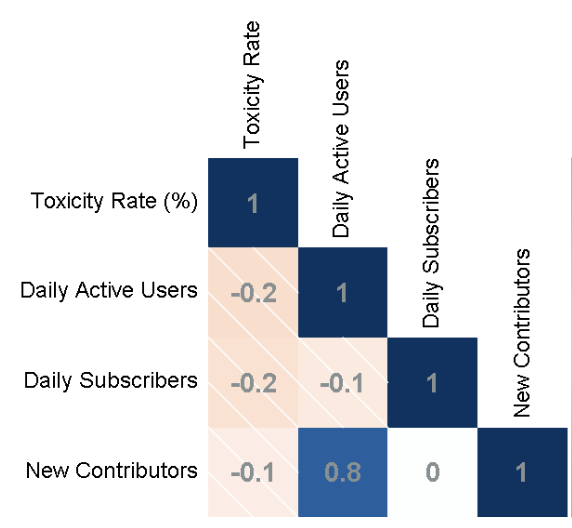 Toxicity Rate
Daily Active Users
Daily Subscribers
New Contributors
Toxicity Rate (%) 1
Daily Active Users -0.2 1
Daily Subscribers -0.2 -0.1 1
New Contributors -0.1 0.8 0 1